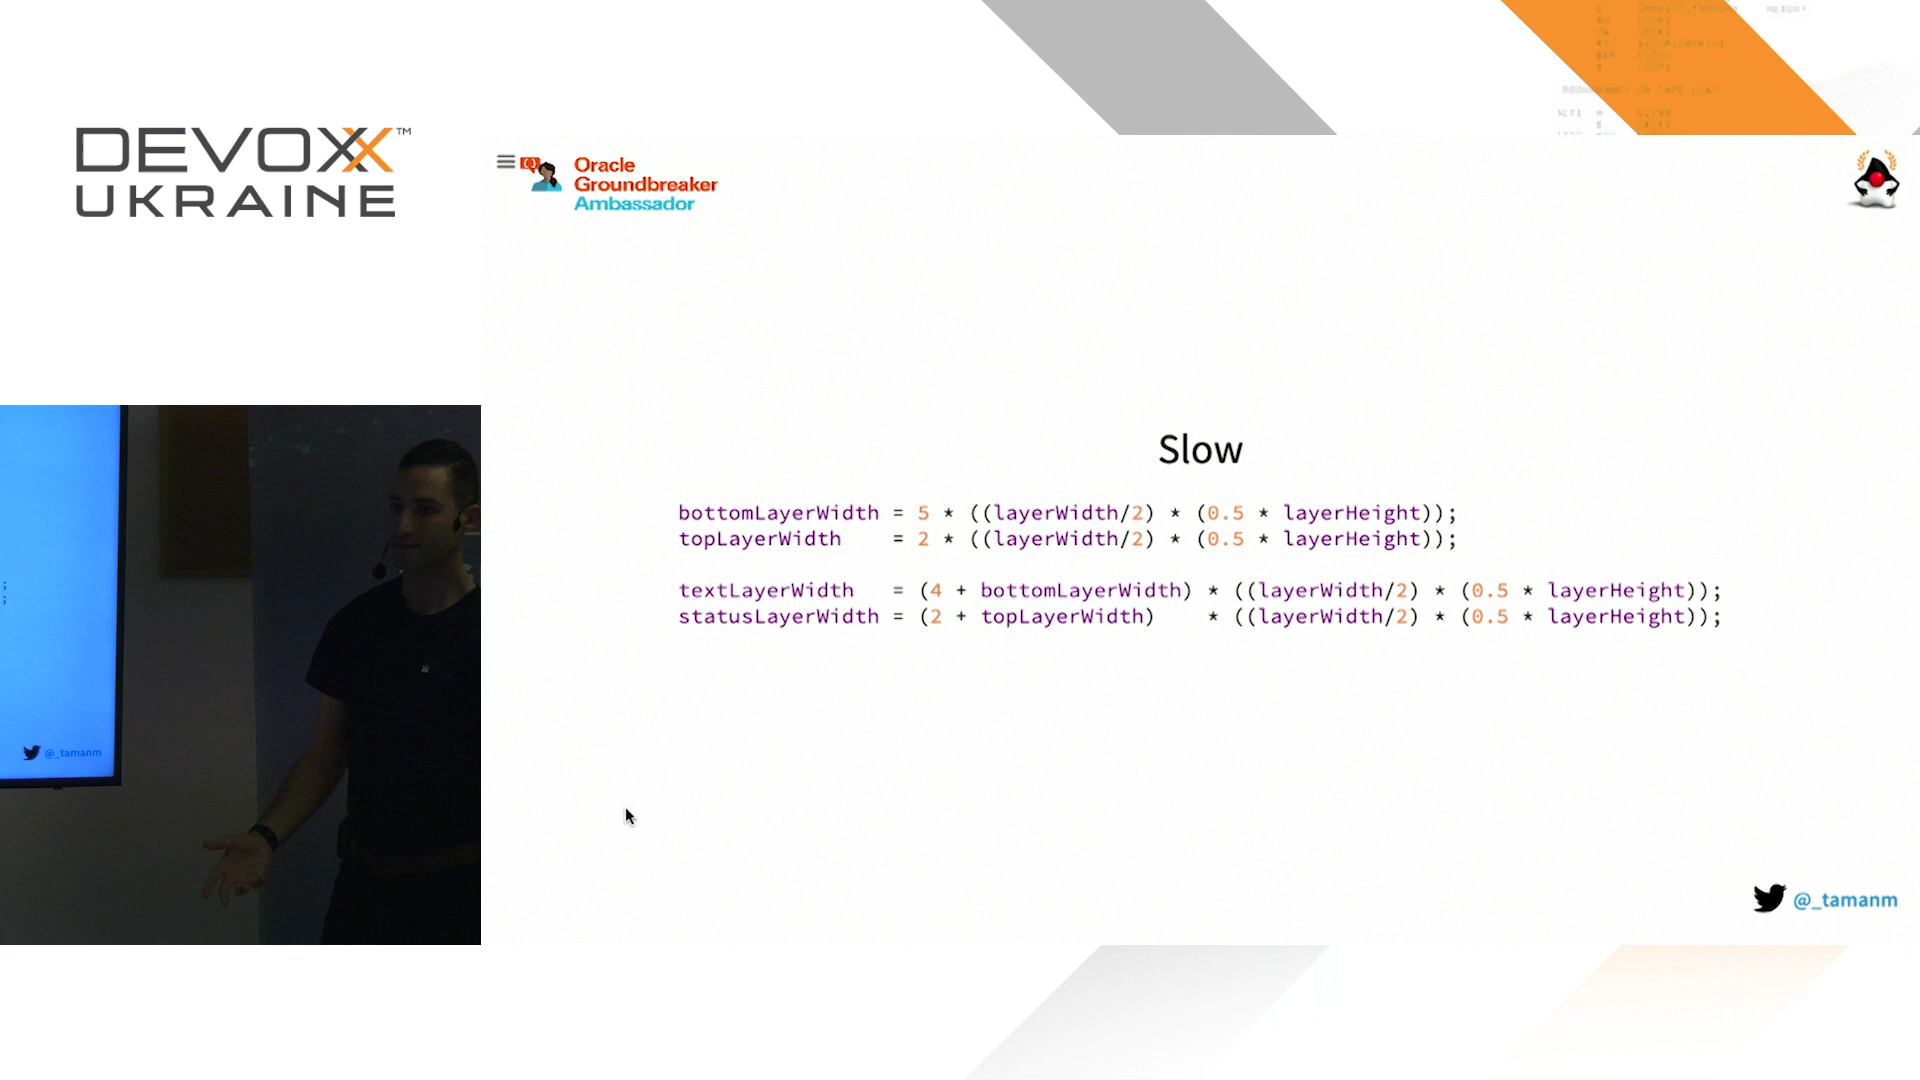 DEVOXX™
UKRAINE
Oracle
Groundbreaker
Ambassador
Slow
bottomLayerWidth = 5 * ((layerWidth/2) * (0.5 * layerHeight));
topLayerWidth    = 2 * ((layerWidth/2) * (0.5 * layerHeight));
textLayerWidth   = (4 + bottomLayerWidth) * ((layerWidth/2) * (0.5 * layerHeight));
statusLayerWidth = (2 + topLayerWidth)    * ((layerWidth/2) * (0.5 * layerHeight));
;
;
@_tamanm
@_tamanm